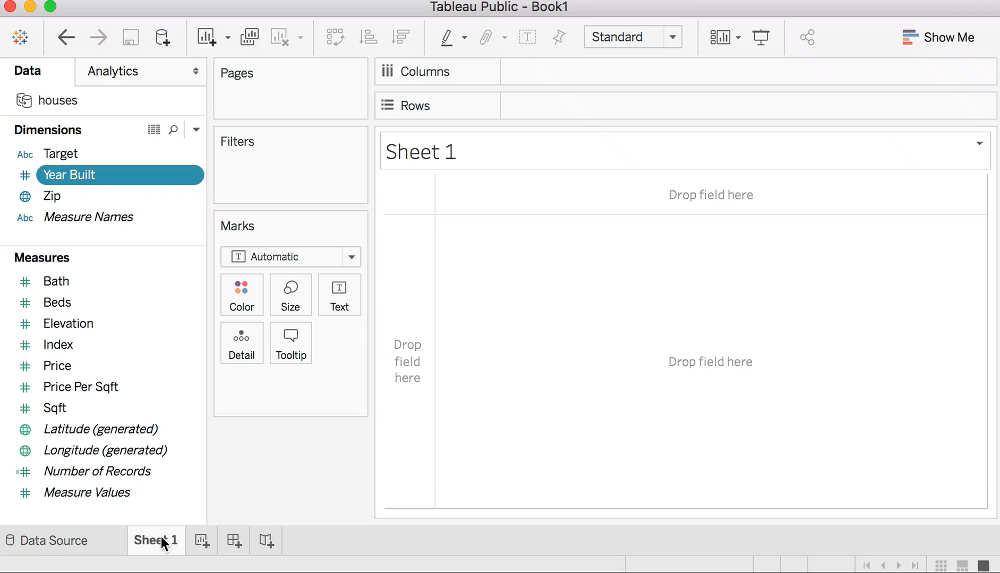 Tableau Public - Book1
Standard
Show Me
Data
Analytics
houses
Dimensions
Abc Target
# Year Built
Zip
Abc Measure Names
Measures
# Bath
# Beds
# Elevation
# Index
# Price
# Price Per Sqft
# Sqft
Latitude (generated)
Longitude (generated)
=# Number of Records
# Measure Values
Pages
Filters
Marks
T Automatic
Color
Size
T
Text
Detail
Tooltip
Columns
Rows
Sheet 1
Drop field here
Drop
field
here
Drop field here
Data Source
Sheet 1